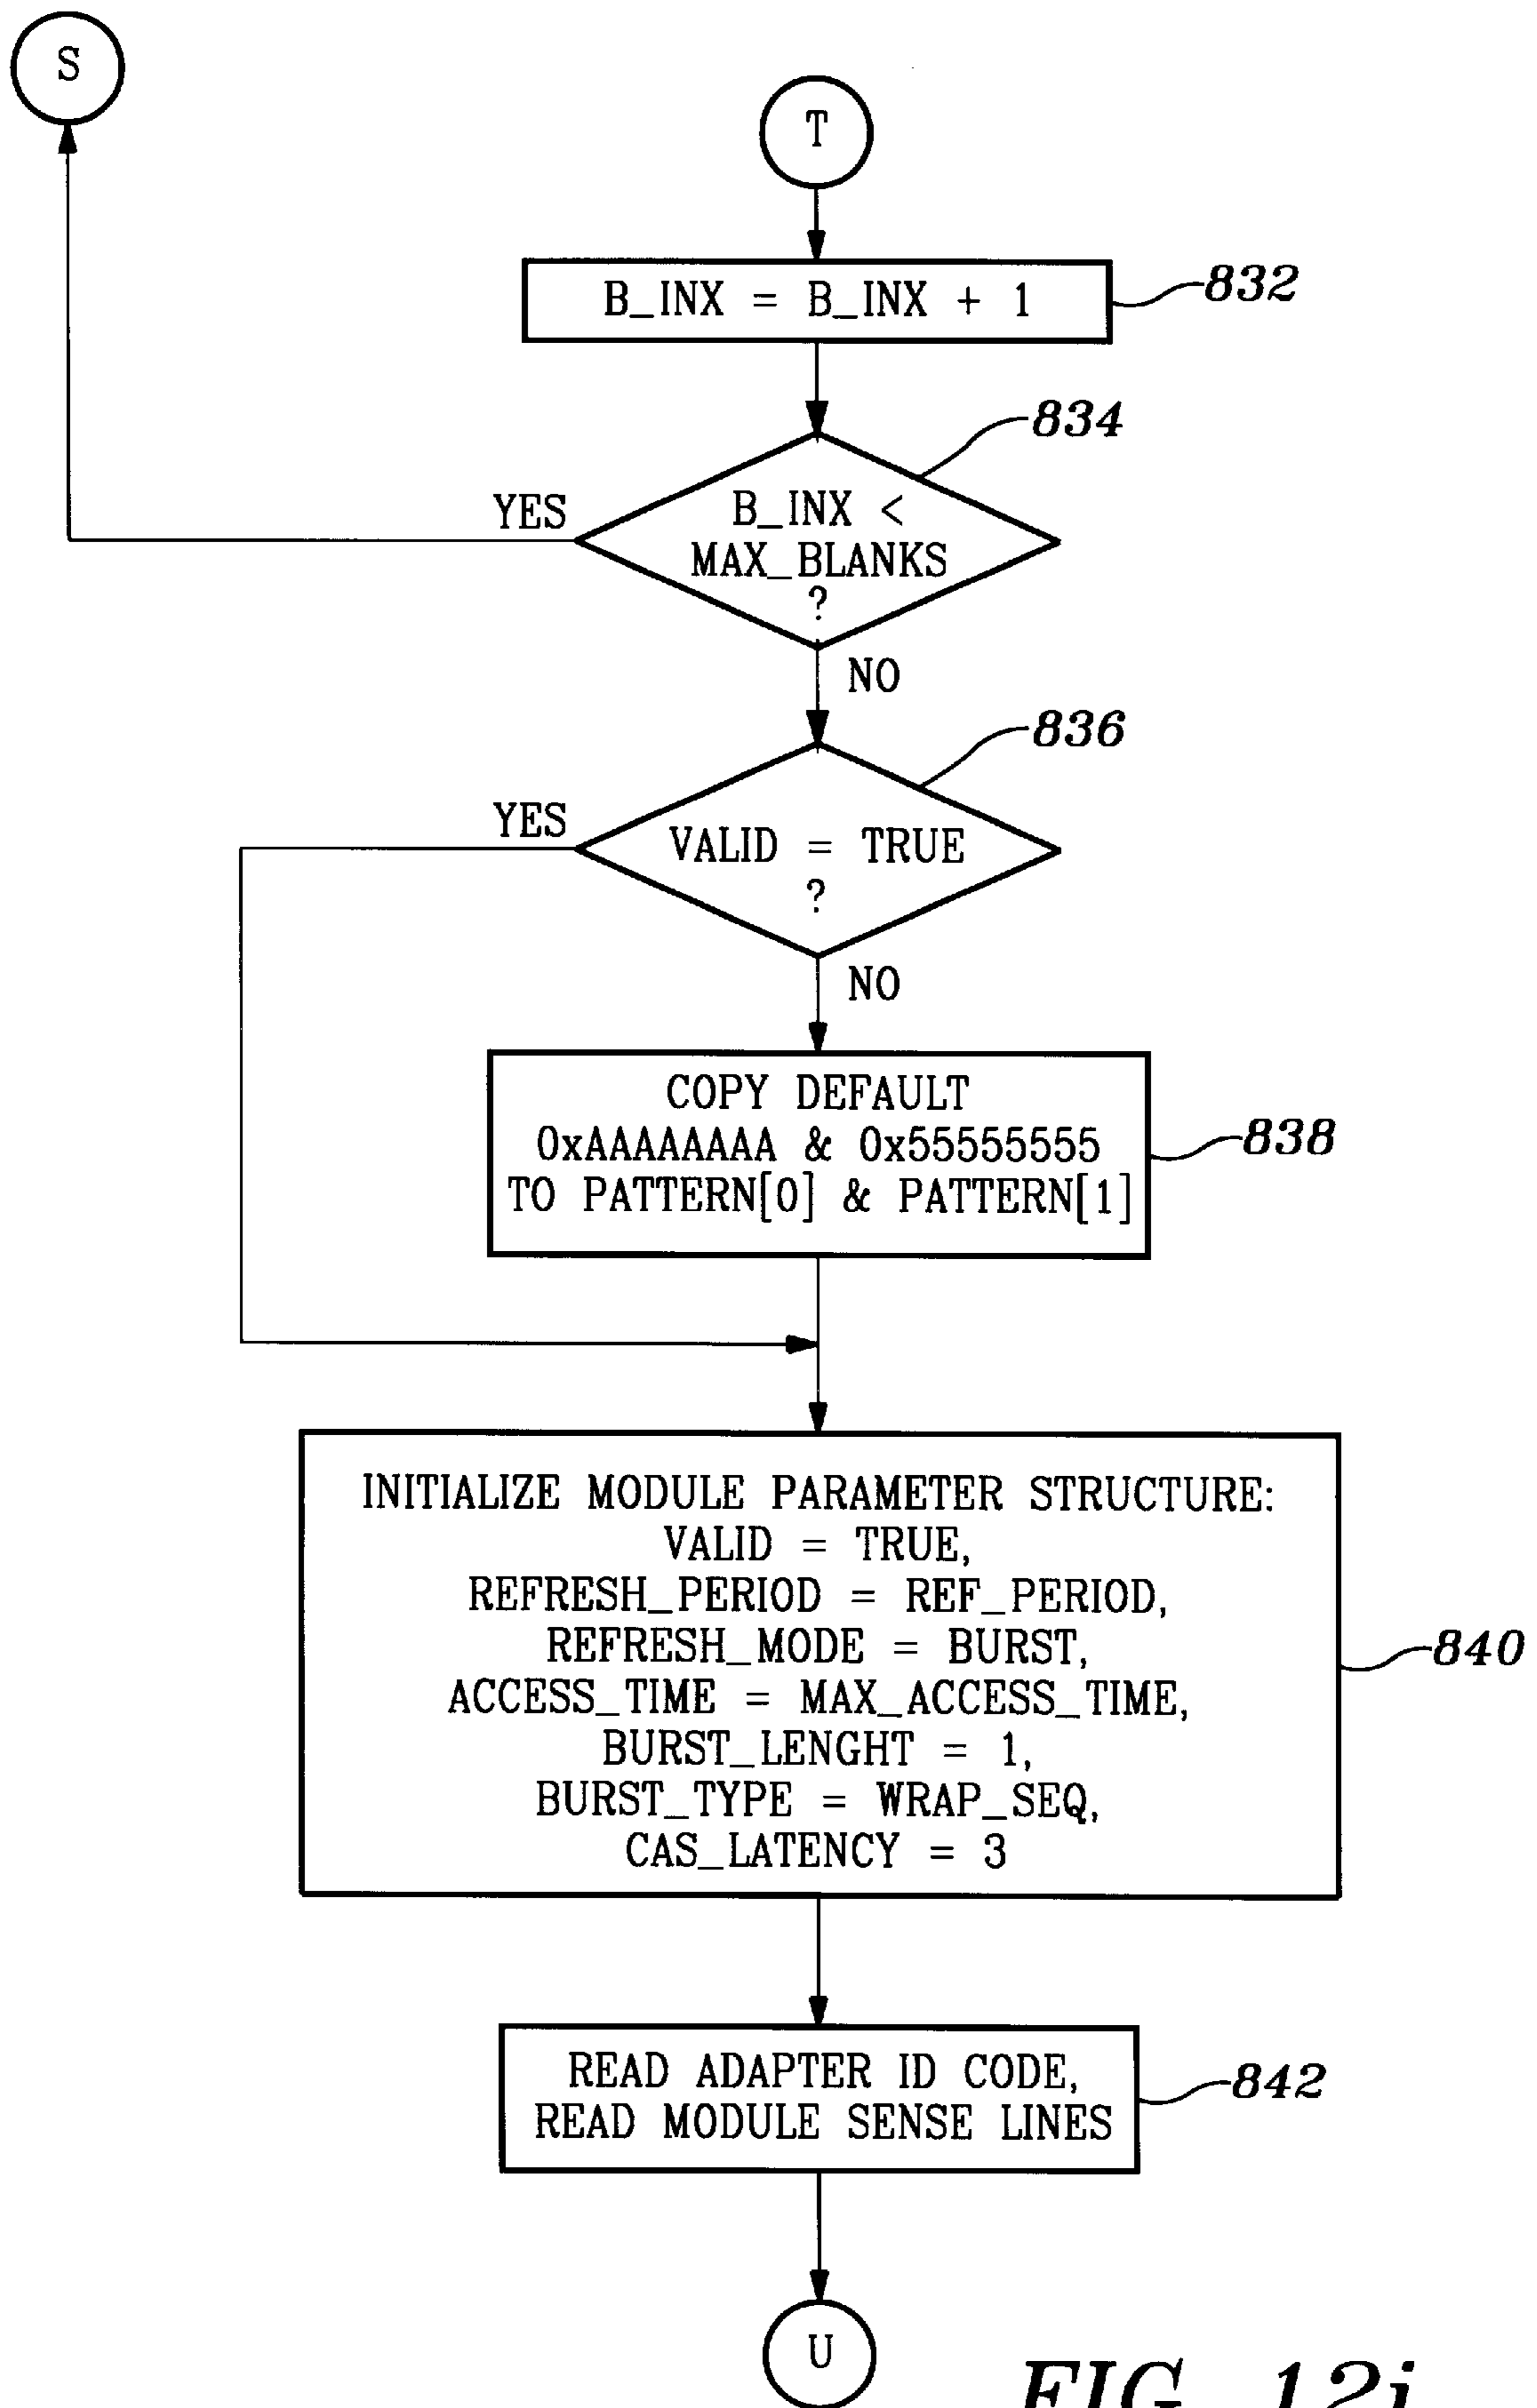 S
T
B_INX = B_INX + 1
832
834
YES
B_INX <
MAX_BLANKS
?
NO
836
YES
VALID = TRUE
?
NO
COPY DEFAULT
0xAAAAAAAA & 0x55555555
TO PATTERN[0] & PATTERN[1]
838
INITIALIZE MODULE PARAMETER STRUCTURE:
VALID = TRUE,
REFRESH_PERIOD = REF_PERIOD,
REFRESH_MODE = BURST,
ACCESS_TIME = MAX_ACCESS_TIME,
BURST_LENGHT = 1,
BURST_TYPE = WRAP_SEQ,
CAS_LATENCY = 3
840
READ ADAPTER ID CODE,
READ MODULE SENSE LINES
842
U
FIG. 12i